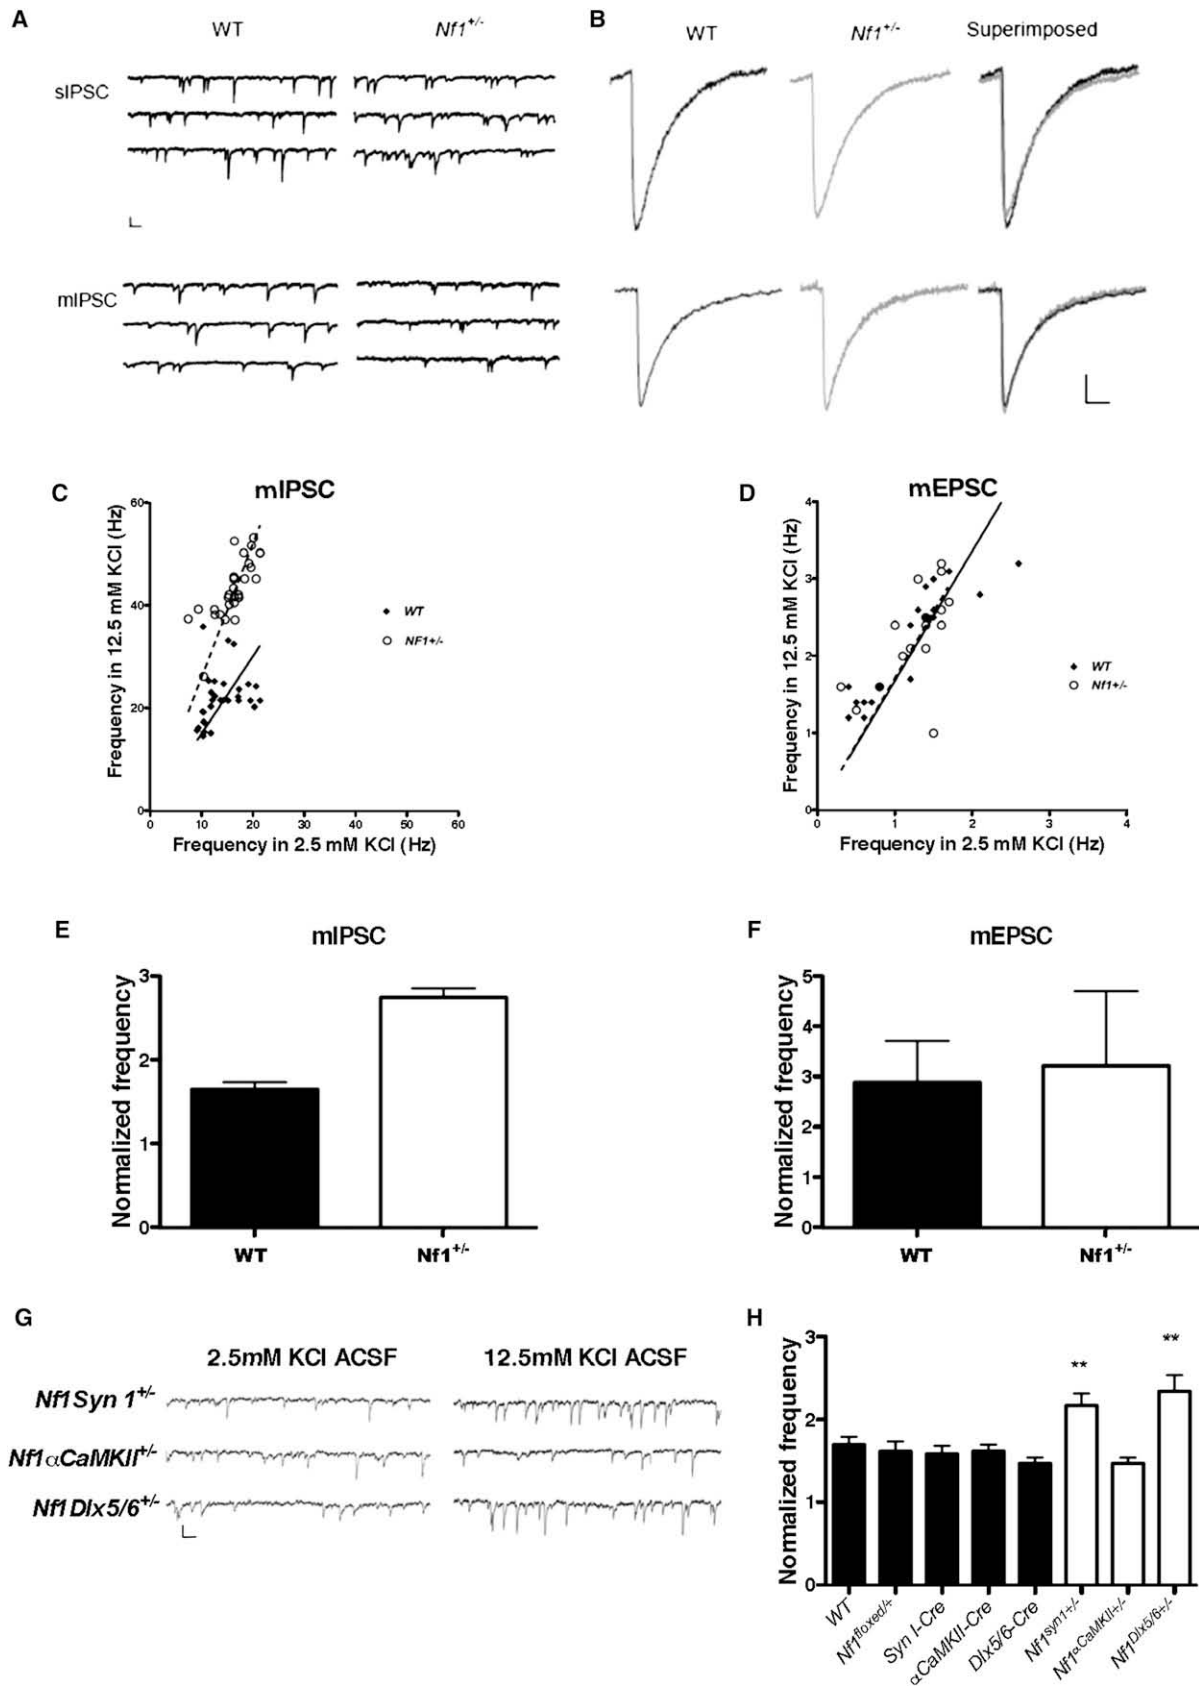 A
B
WT
Nf1+/-
WT
Nf1+/-
Superimposed
sIPSC
mIPSC
C
mIPSC
D
mEPSC
Frequency in 12.5 mM KCl (Hz)
60
40
20
0
0 10 20 30 40 50 60
Frequency in 2.5 mM KCl (Hz)
WT
NF1+/-
Frequency in 12.5 mM KCl (Hz)
4
3
2
1
0
0 1 2 3 4
Frequency in 2.5 mM KCl (Hz)
WT
Nf1+/-
E
mIPSC
Normalized frequency
3
2
1
0
WT
Nf1+/-
F
mEPSC
Normalized frequency
5
4
3
2
1
0
WT
Nf1+/-
G
2.5mM KCl ACSF
12.5mM KCl ACSF
Nf1Syn 1+/-
Nf1αCaMKII+/-
Nf1Dlx5/6+/-
H
Normalized frequency
3
2
1
0
**
**
WT
Nf1floxed/+
Syn I-Cre
αCaMKII-Cre
Dlx5/6-Cre
Nf1syn1+/-
Nf1αCaMKII+/-
Nf1Dlx5/6+/-